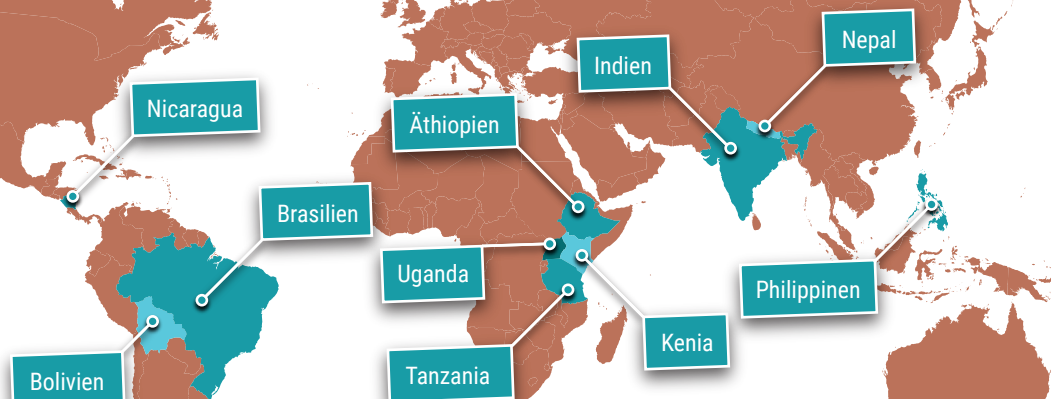 Nepal
Indien
Nicaragua
Äthiopien
Brasilien
Uganda
Philippinen
Kenia
Bolivien
Tanzania